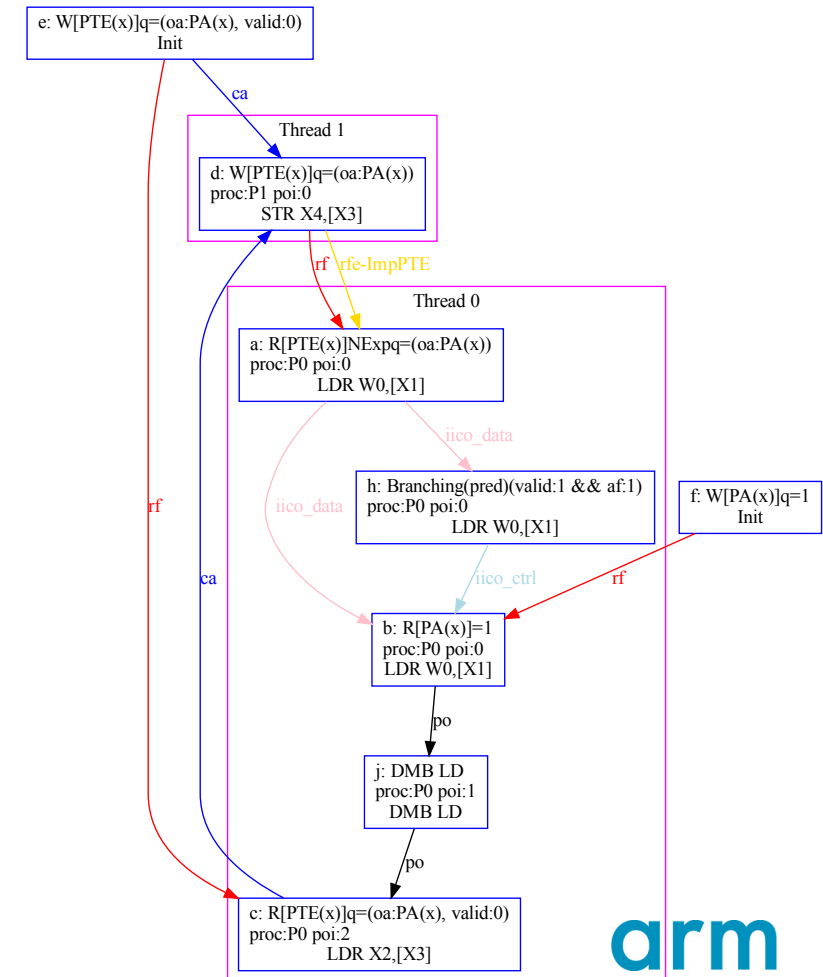 e: W[PTE(x)]q=(oa:PA(x), valid:0)
Init
ca
Thread 1
d: W[PTE(x)]q=(oa:PA(x))
proc:P1 poi:0
STR X4,[X3]
rf
rfe-ImpPTE
Thread 0
a: R[PTE(x)]NExpq=(oa:PA(x))
proc:P0 poi:0
LDR W0,[X1]
iico_data
h: Branching(pred)(valid:1 && af:1)
proc:P0 poi:0
LDR W0,[X1]
f: W[PA(x)]q=1
Init
rf
iico_data
ca
iico_ctrl
rf
b: R[PA(x)]=1
proc:P0 poi:0
LDR W0,[X1]
po
j: DMB LD
proc:P0 poi:1
DMB LD
po
c: R[PTE(x)]q=(oa:PA(x), valid:0)
proc:P0 poi:2
LDR X2,[X3]
arm